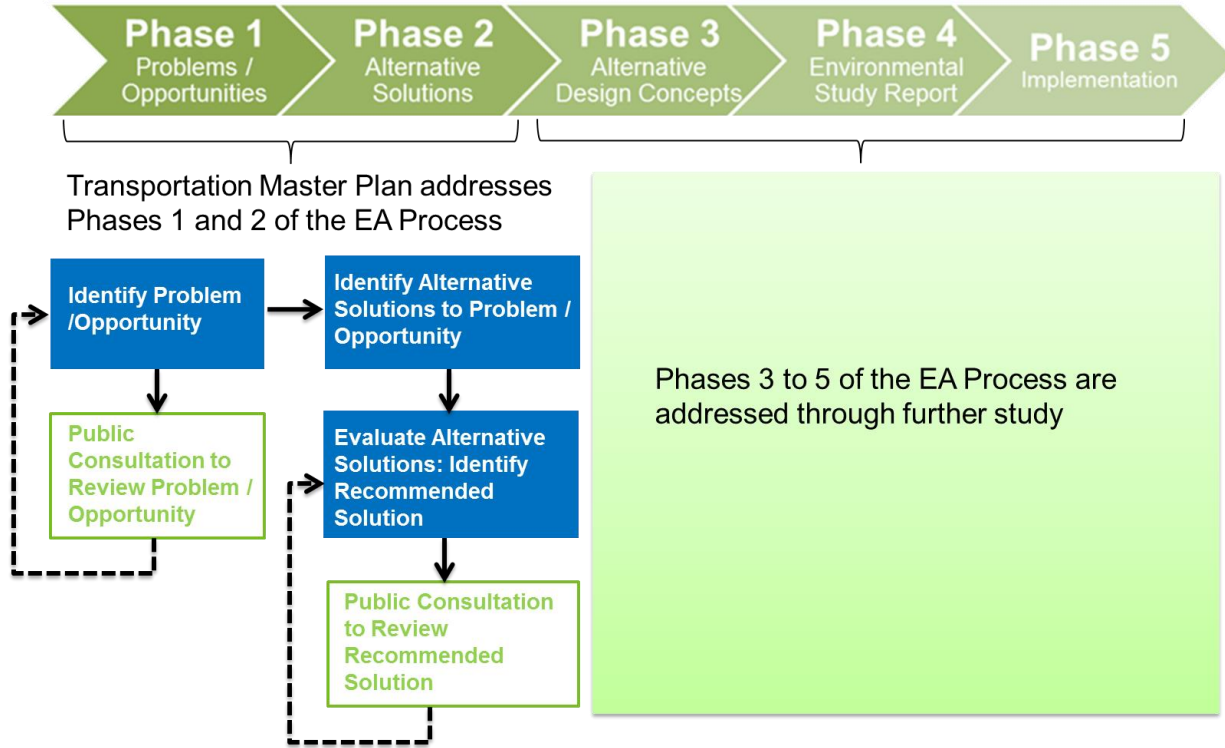 Phase 1
Problems /
Opportunities
Phase 2
Alternative
Solutions
Phase 3
Alternative
Design Concepts
Phase 4
Environmental
Study Report
Phase 5
Implementation
Transportation Master Plan addresses
Phases 1 and 2 of the EA Process
Identify Problem
/Opportunity
Public
Consultation to
Review Problem /
Opportunity
Identify Alternative
Solutions to Problem /
Opportunity
Evaluate Alternative
Solutions: Identify
Recommended
Solution
Public Consultation
to Review
Recommended
Solution
Phases 3 to 5 of the EA Process are
addressed through further study